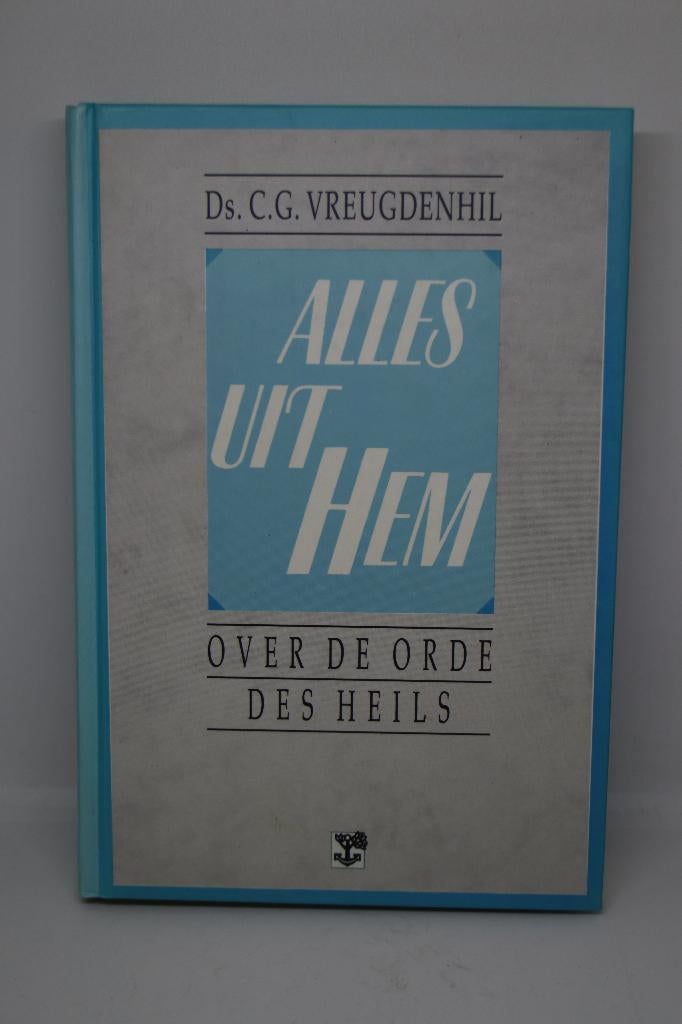 Ds. C.G. VREUGDENHIL
ALLES
UIT
HEM
OVER DE ORDE
DES HEILS